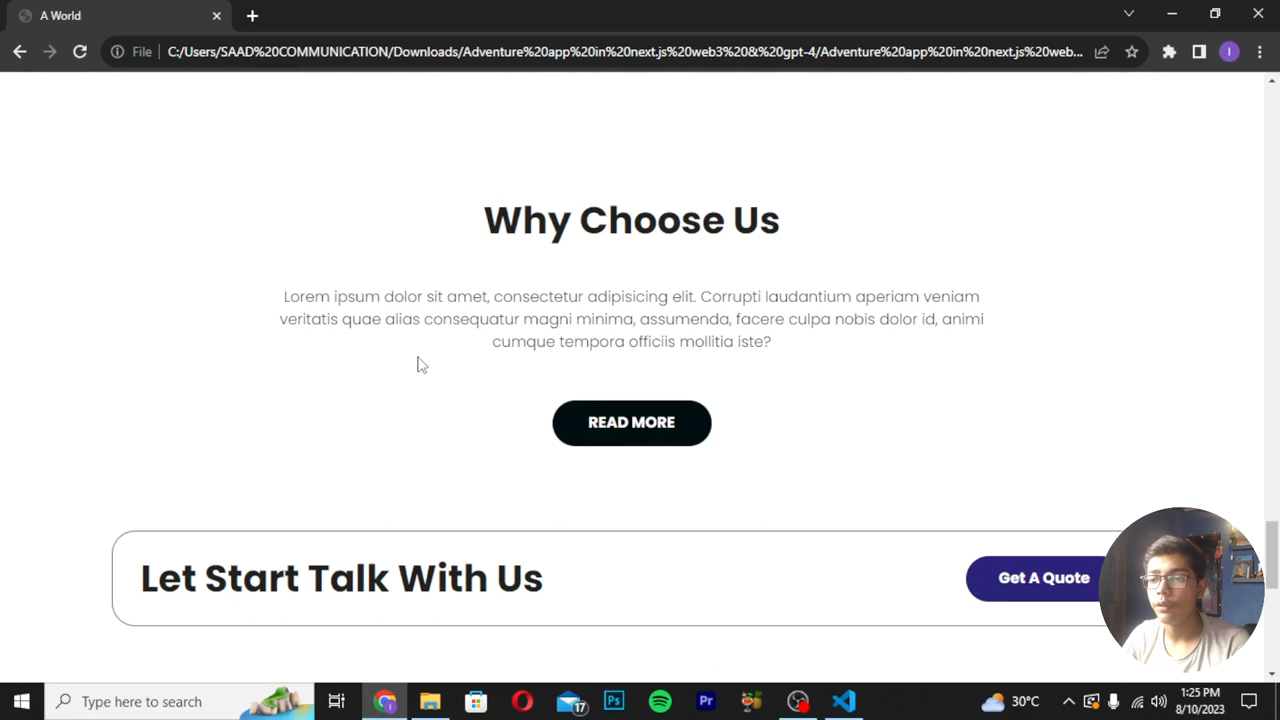 A World
File
C:/Users/SAAD%20COMMUNICATION/Downloads/Adventure%20app%20in%20next.js%20web3%20&%20gpt-4/Adventure%20app%20in%20next.js%20web...
I
Why Choose Us
Lorem ipsum dolor sit amet, consectetur adipisicing elit. Corrupti laudantium aperiam veniam
veritatis quae alias consequatur magni minima, assumenda, facere culpa nobis dolor id, animi
cumque tempora officiis mollitia iste?
READ MORE
Let Start Talk With Us
Get A Quote
Type here to search
17
Ps
Pr
30°C
1:25 PM
8/10/2023